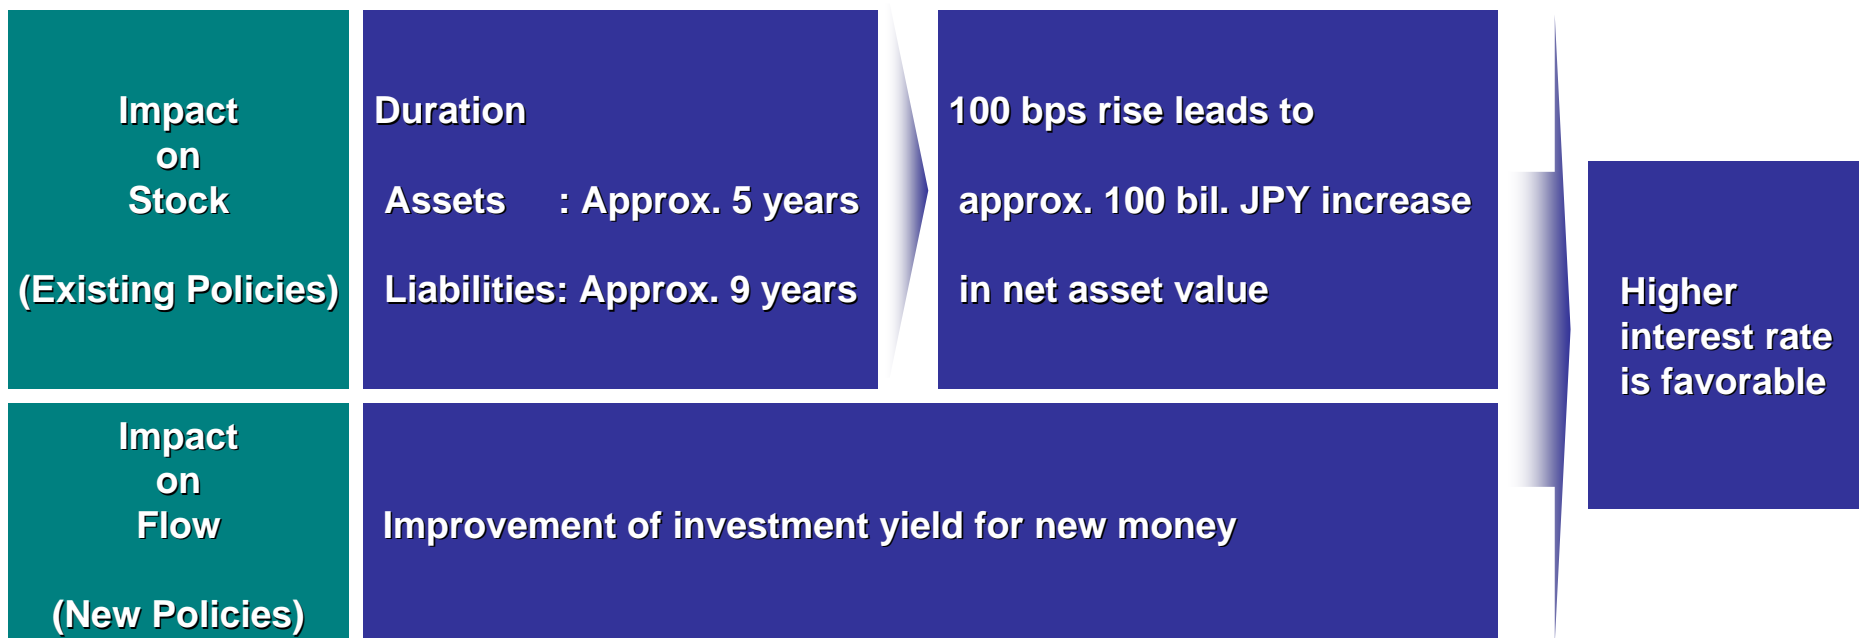 Impact
on
Stock
(Existing Policies)
Duration
Assets : Approx. 5 years
Liabilities: Approx. 9 years
100 bps rise leads to
approx. 100 bil. JPY increase
in net asset value
Impact
on
Flow
(New Policies)
Improvement of investment yield for new money
Higher
interest rate
is favorable